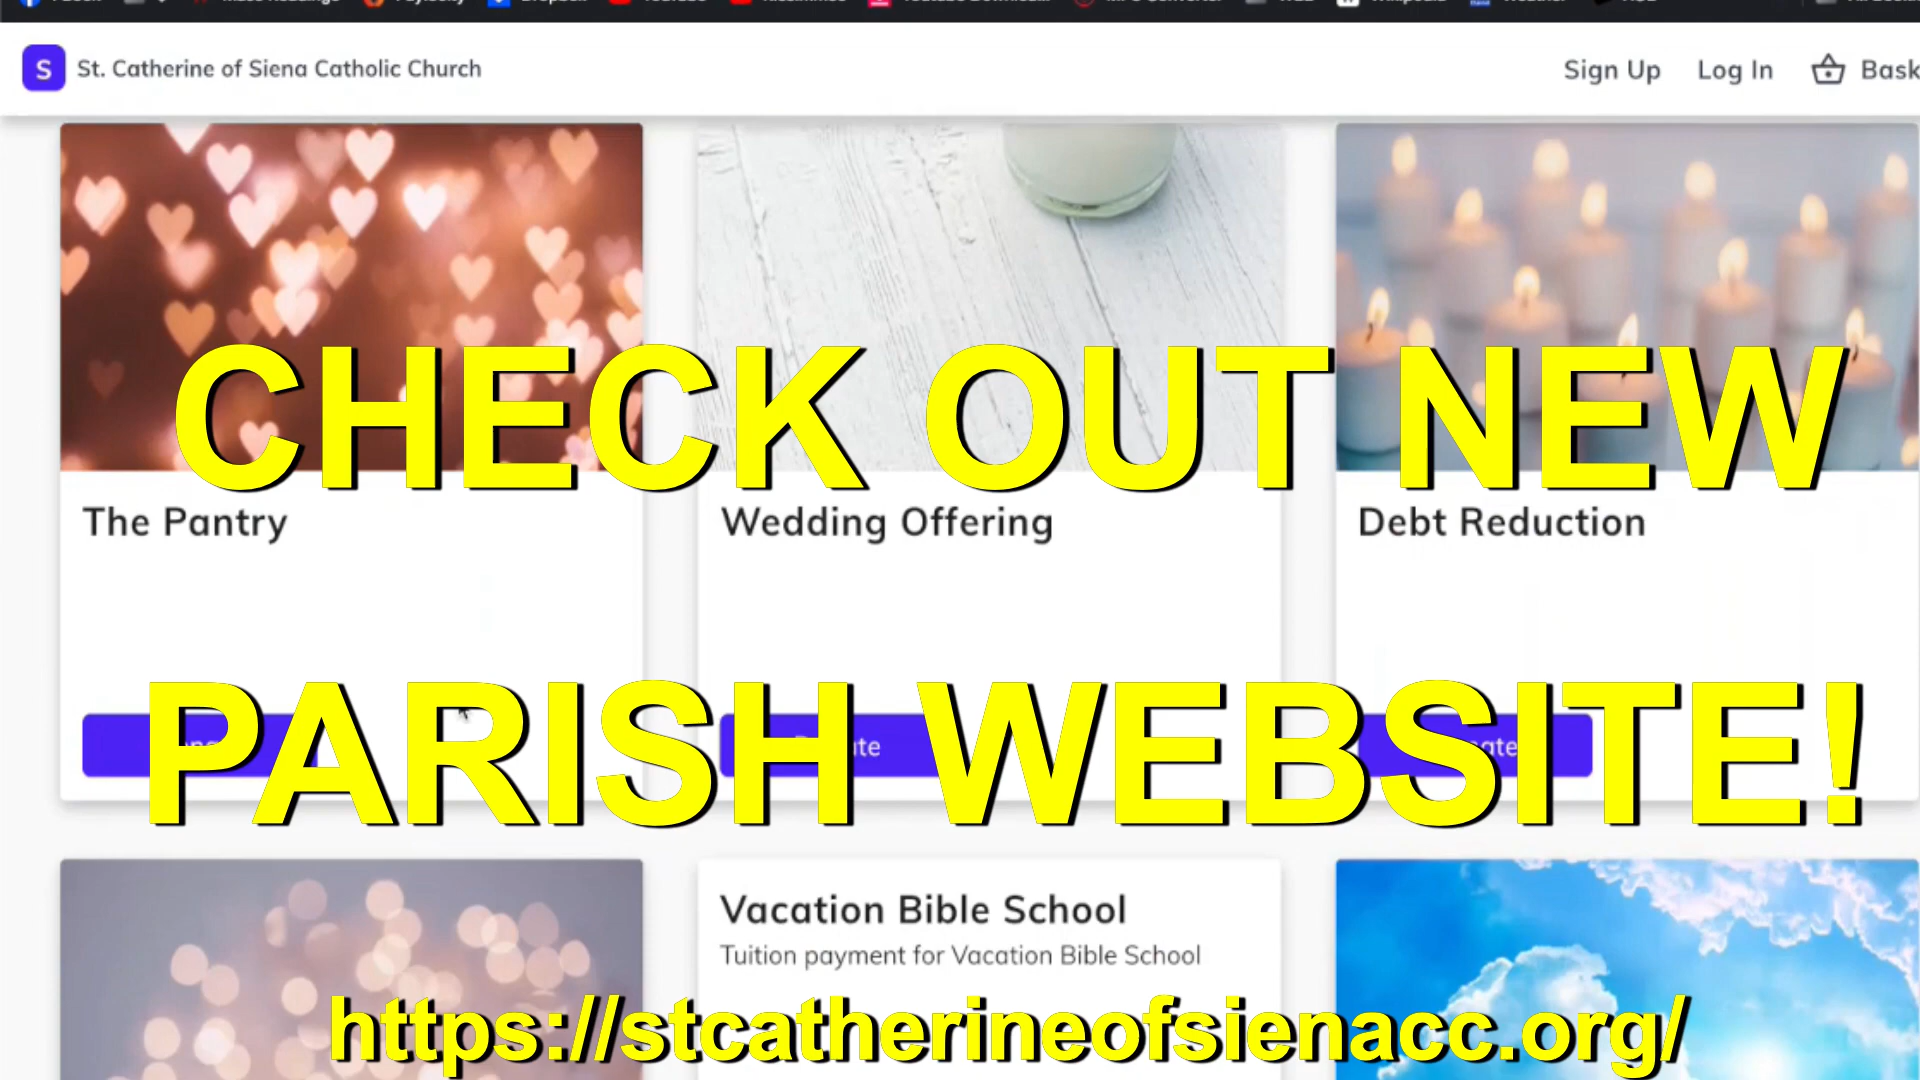 S St. Catherine of Siena Catholic Church
Sign Up Log In
CHECK OUT NEW
The Pantry Wedding Offering Debt Reduction
PARISH WEBSITE!
Vacation Bible School
Tuition payment for Vacation Bible School
https://stcatherineofsienacc.org/